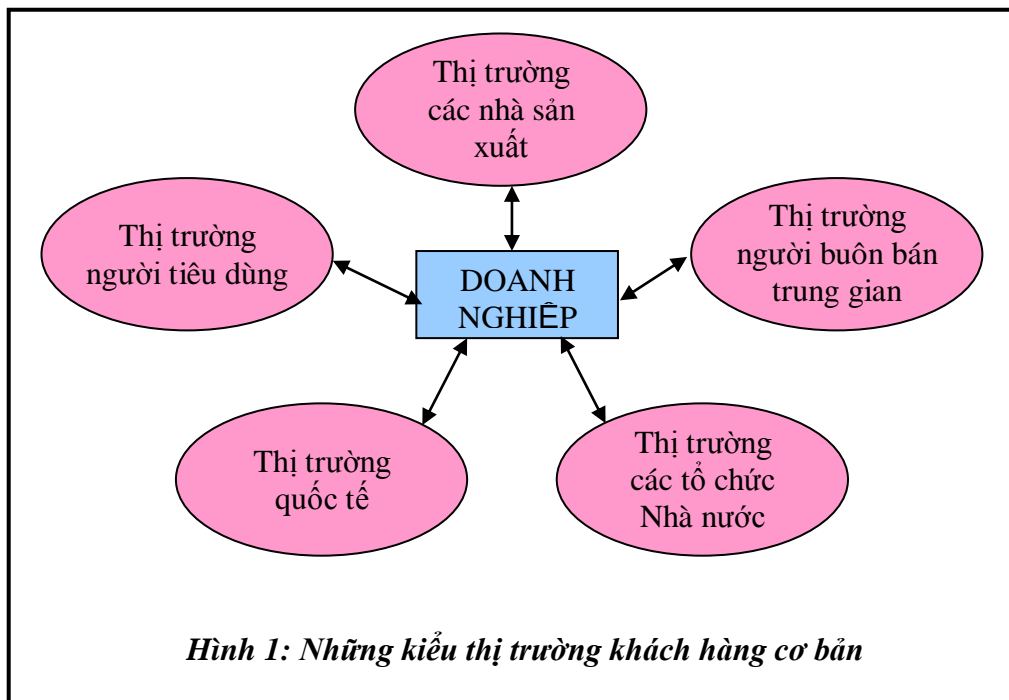 Thị trường
các nhà sản
xuất
Thị trường
người tiêu dùng
DOANH
NGHIỆP
Thị trường
người buôn bán
trung gian
Thị trường
quốc tế
Thị trường
các tổ chức
Nhà nước
Hình 1: Những kiểu thị trường khách hàng cơ bản